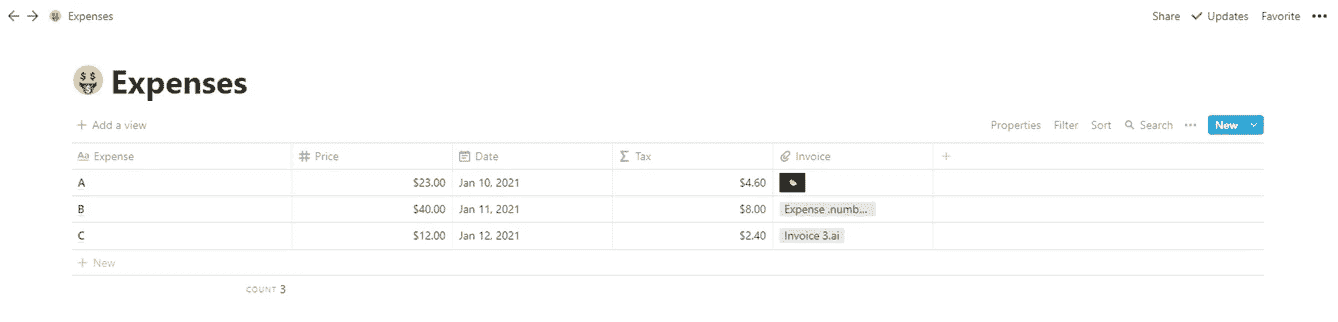 Expenses
Share Updates Favorite •••
Expenses
+ Add a view
Properties Filter Sort Search ••• New
Aa Expense # Price Date Σ Tax Invoice +
A $23.00 Jan 10, 2021 $4.60
B $40.00 Jan 11, 2021 $8.00 Expense .numb...
C $12.00 Jan 12, 2021 $2.40 Invoice 3.ai
+ New
COUNT 3